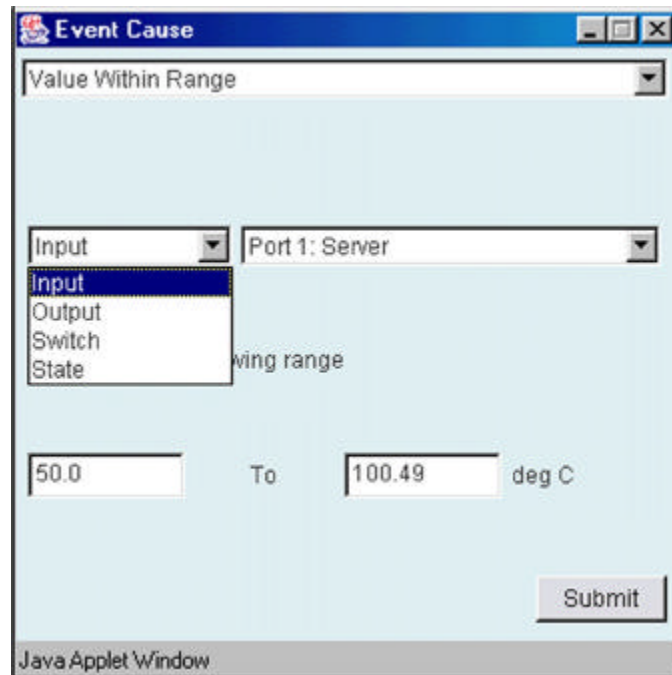 Event Cause
Value Within Range
Input
Port 1: Server
Input
Output
Switch
State
wing range
50.0
To
100.49
deg C
Submit
Java Applet Window